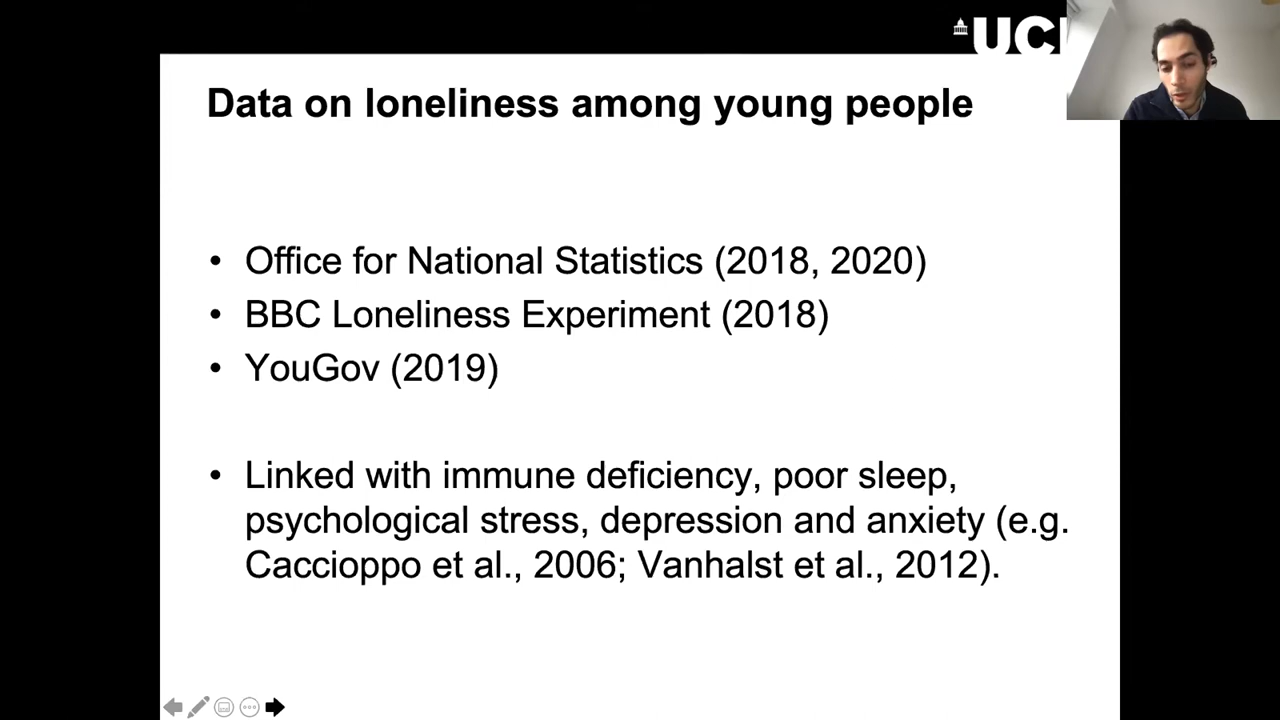 UCL
Data on loneliness among young people
• Office for National Statistics (2018, 2020)
• BBC Loneliness Experiment (2018)
• YouGov (2019)
• Linked with immune deficiency, poor sleep,
psychological stress, depression and anxiety (e.g.
Caccioppo et al., 2006; Vanhalst et al., 2012).